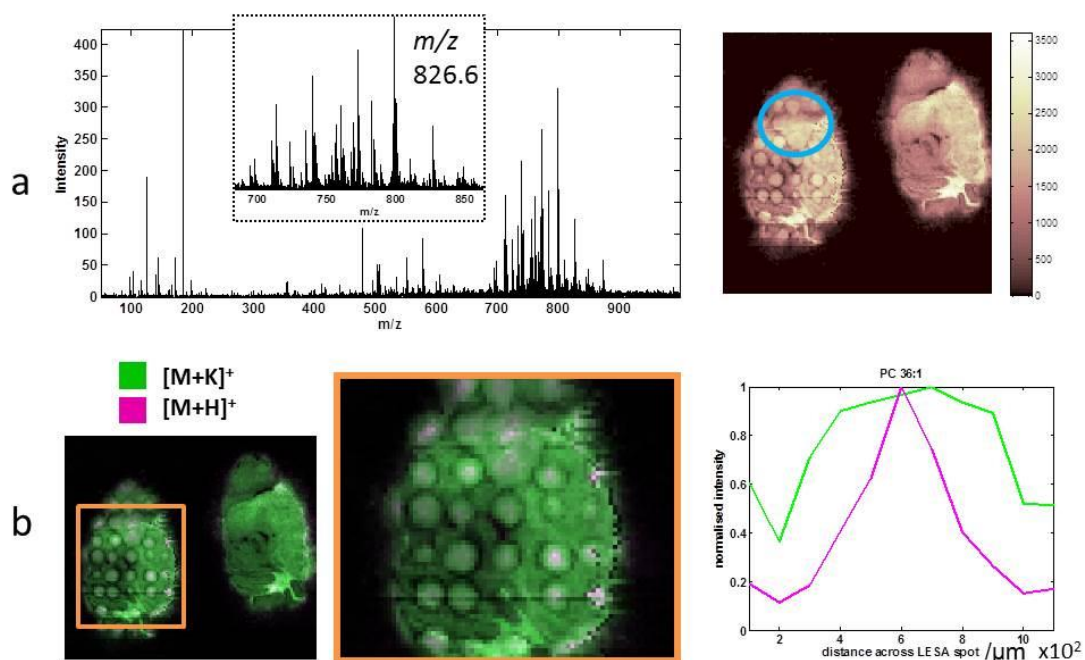 a
400
350
300
250
200
150
100
50
0
Intensity
100 200 300 400 500 600 700 800 900
m/z
m/z
826.6
700 750 800 850
m/z
3500
3000
2500
2000
1500
1000
500
0
b
[M+K]⁺
[M+H]⁺
PC 36:1
1
0.8
0.6
0.4
0.2
0
normalised intensity
2 4 6 8 10
distance across LESA spot /μm x10²